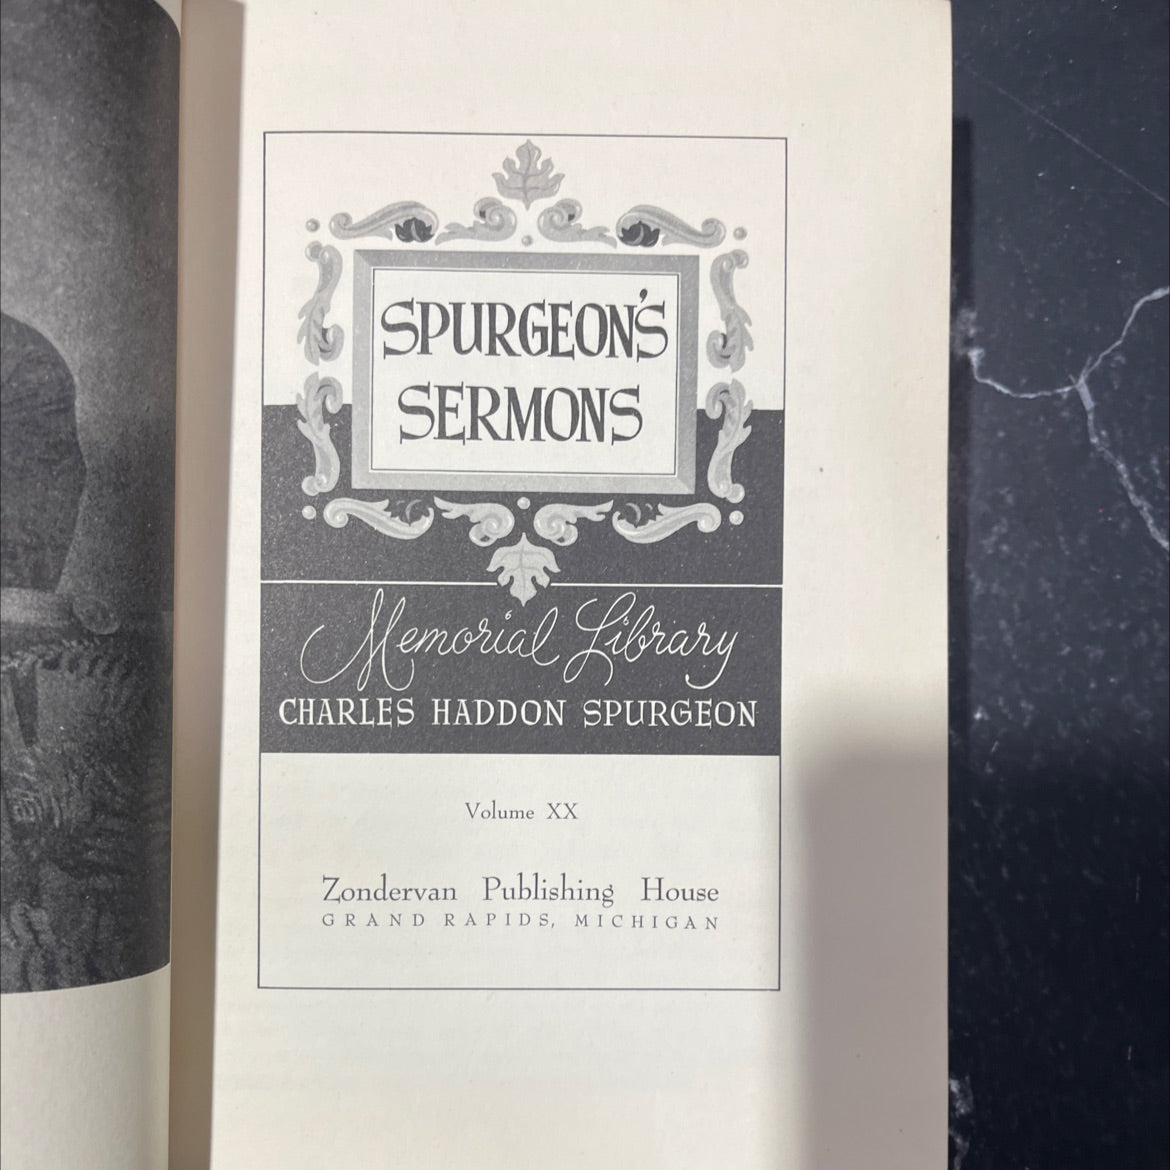 SPURGEON'S
SERMONS
Memorial Library
CHARLES HADDON SPURGEON
Volume XX
Zondervan Publishing House
GRAND RAPIDS, MICHIGAN